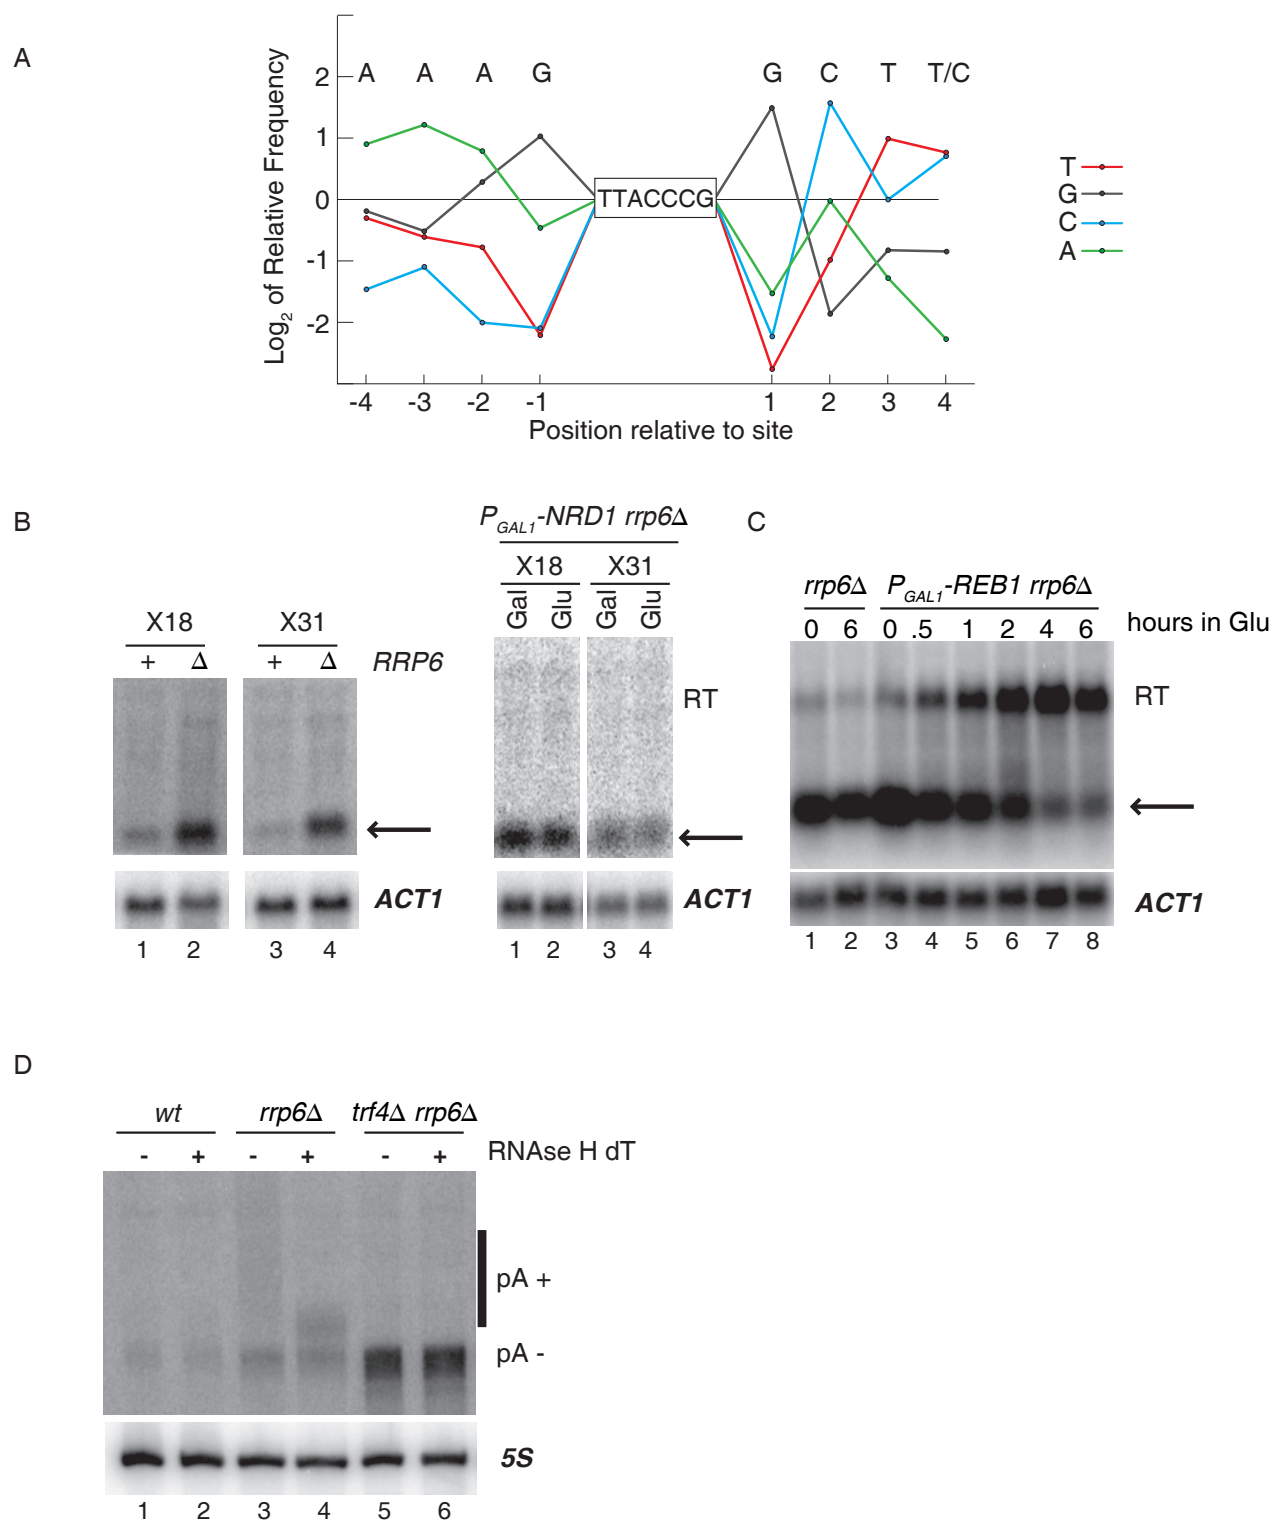 A
Log2 of Relative Frequency
2
1
0
-1
-2
A A A G G C T T/C
TTACCCG
-4 -3 -2 -1 1 2 3 4
Position relative to site
T
G
C
A
B
X18 X31
+ Δ + Δ RRP6
ACT1
1 2 3 4
PGAL1-NRD1 rrp6Δ
X18 X31
Gal Glu Gal Glu
RT
ACT1
1 2 3 4
C
rrp6Δ PGAL1-REB1 rrp6Δ
0 6 0 .5 1 2 4 6 hours in Glu
RT
ACT1
1 2 3 4 5 6 7 8
D
wt rrp6Δ trf4Δ rrp6Δ
- + - + - + RNAse H dT
pA +
pA -
5S
1 2 3 4 5 6